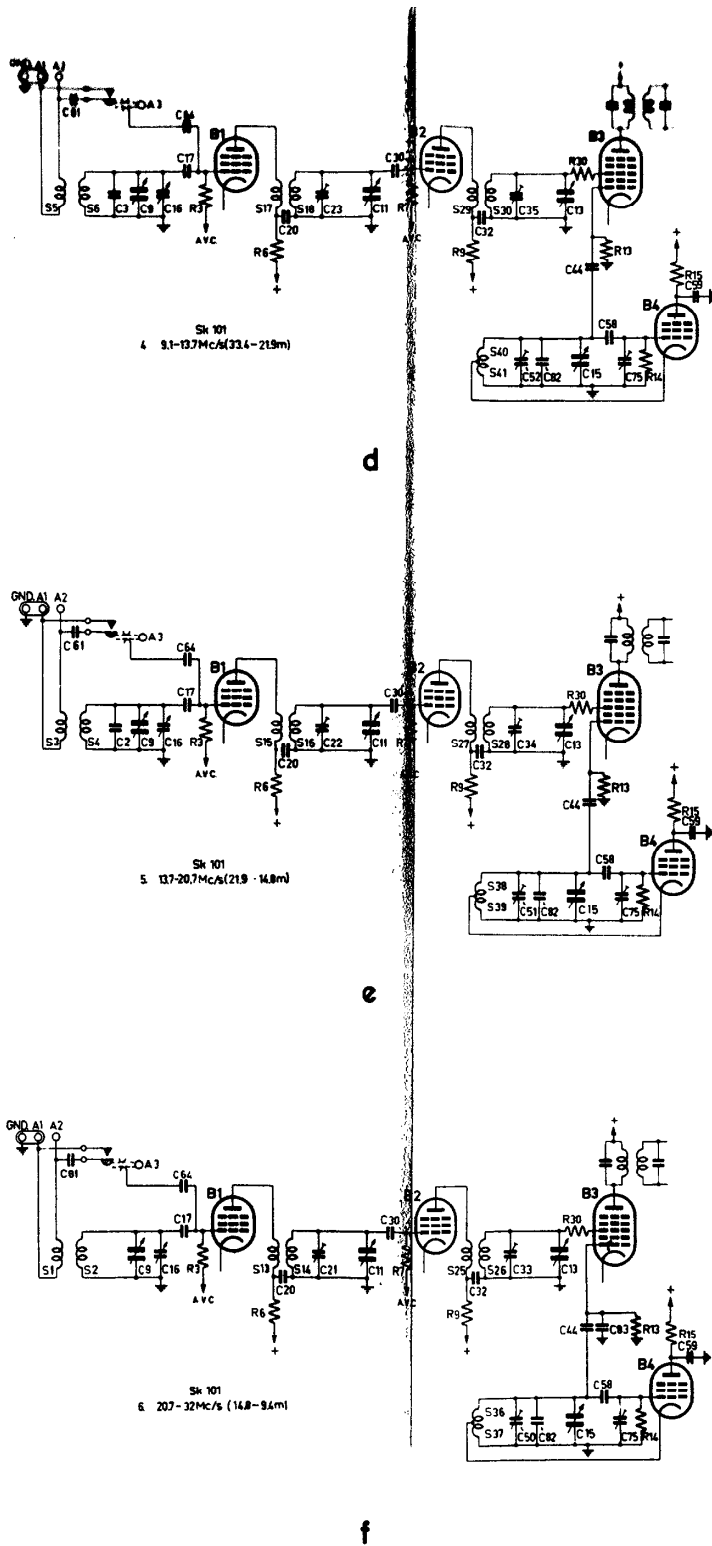 GND A1 A2
C61
A3
C64
B1
B2
B3
C17
C30
R30
S5 S6 C3 C9 C16 R3 S17 S18 C23 C11 R7 S29 S30 C35 C13
C20
C32
A.V.C.
A.V.C.
R6
R9
R13
C44
R15
C59
+
+
B4
C58
Sk 101
4. 9,1-13,7Mc/s(33,4-21,9m)
S40
S41
C52 C82 C15 C75 R14
d
GND A1 A2
+
C61
A3
C64
B1
B2
B3
C17
C30
R30
S3 S4 C2 C9 C16 R3 S15 S16 C22 C11 R7 S27 S28 C34 C13
C20
C32
A.V.C.
R6
R9
R13
C44
+
R15
C59
+
+
B4
C58
Sk 101
5. 13,7-20,7Mc/s(21,9-14,8m)
S38
S39
C51 C82 C15 C75 R14
e
GND A1 A2
+
C61
A3
C64
B1
B2
B3
C17
C30
R30
S1 S2 C9 C16 R3 S13 S14 C21 C11 R7 S25 S26 C33 C13
C20
C32
A.V.C.
A.V.C.
R6
R9
C44 C83 R13
+
R15
C59
+
+
B4
C58
Sk 101
6. 20,7-32Mc/s (14,8-9,4m)
S36
S37
C50 C82 C15 C75 R14
f